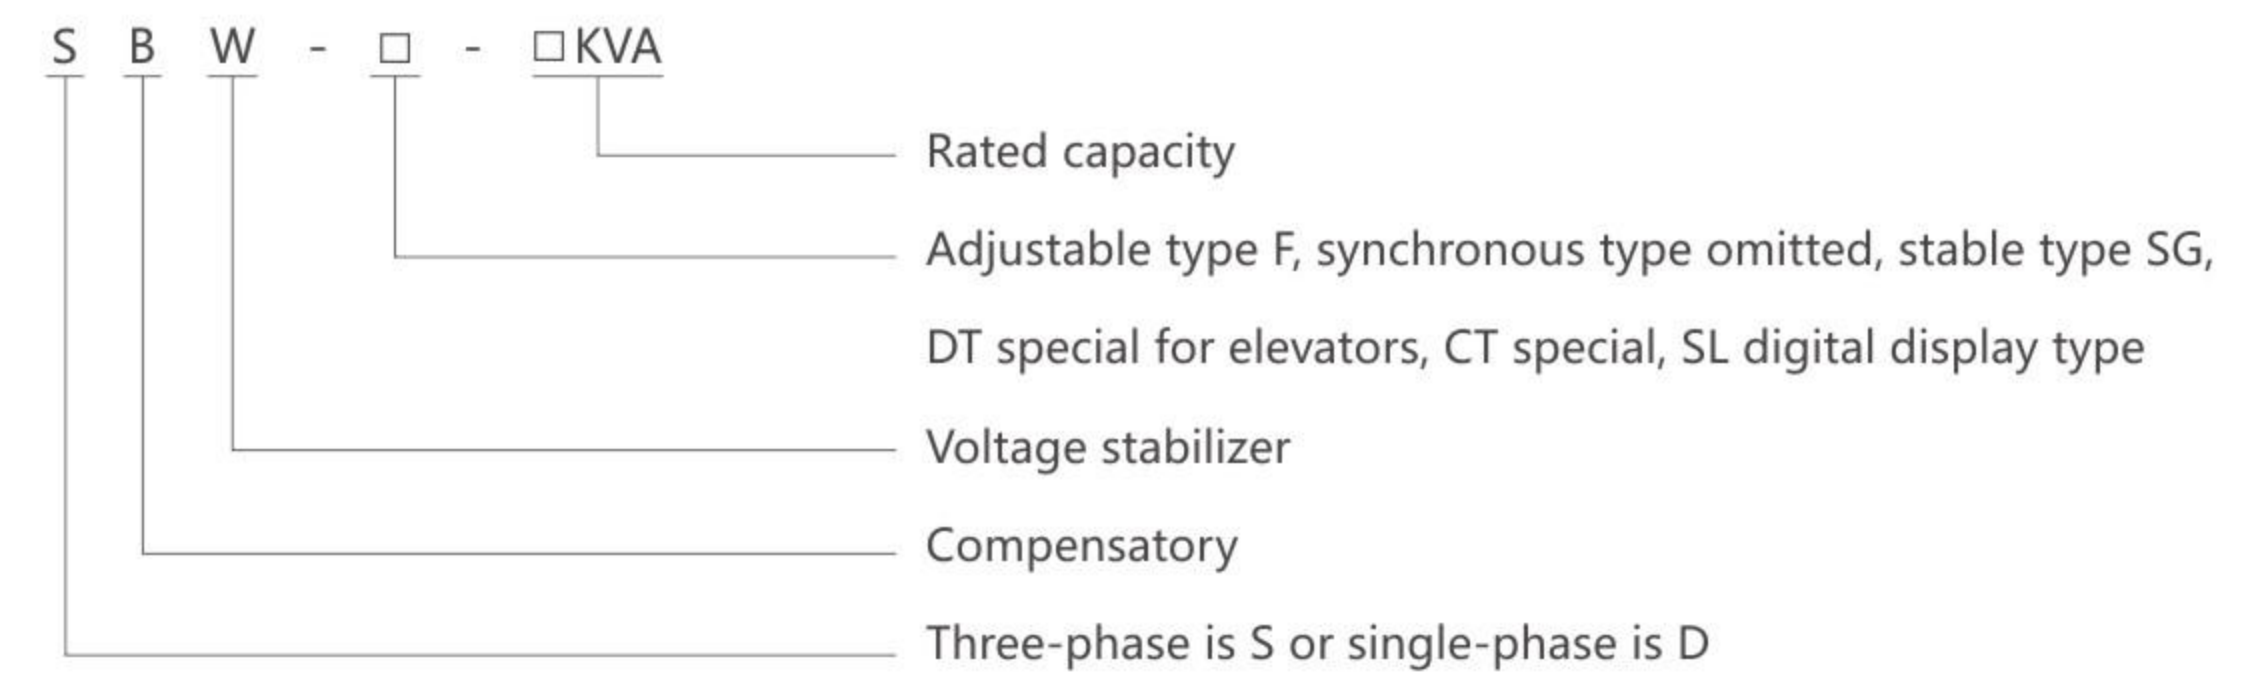 S B W - □ - □KVA
Rated capacity
Adjustable type F, synchronous type omitted, stable type SG,
DT special for elevators, CT special, SL digital display type
Voltage stabilizer
Compensatory
Three-phase is S or single-phase is D